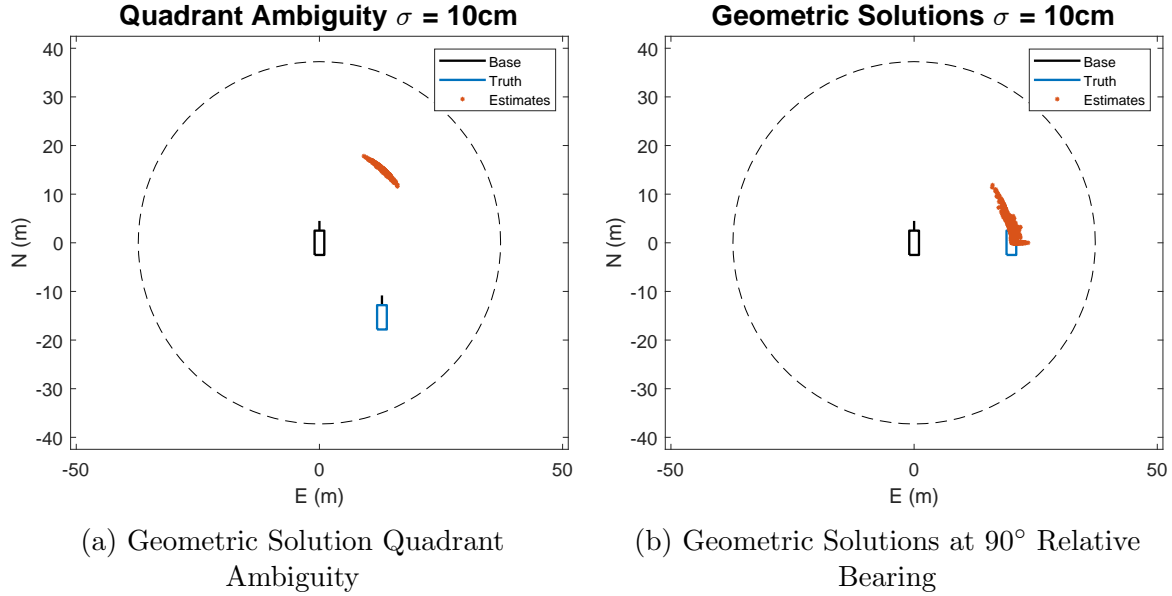 Quadrant Ambiguity σ = 10cm
Base
Truth
Estimates
40
30
20
10
0
-10
-20
-30
-40
N (m)
-50
0
50
E (m)
(a) Geometric Solution Quadrant
Ambiguity
Geometric Solutions σ = 10cm
Base
Truth
Estimates
40
30
20
10
0
-10
-20
-30
-40
N (m)
-50
0
50
E (m)
(b) Geometric Solutions at 90° Relative
Bearing